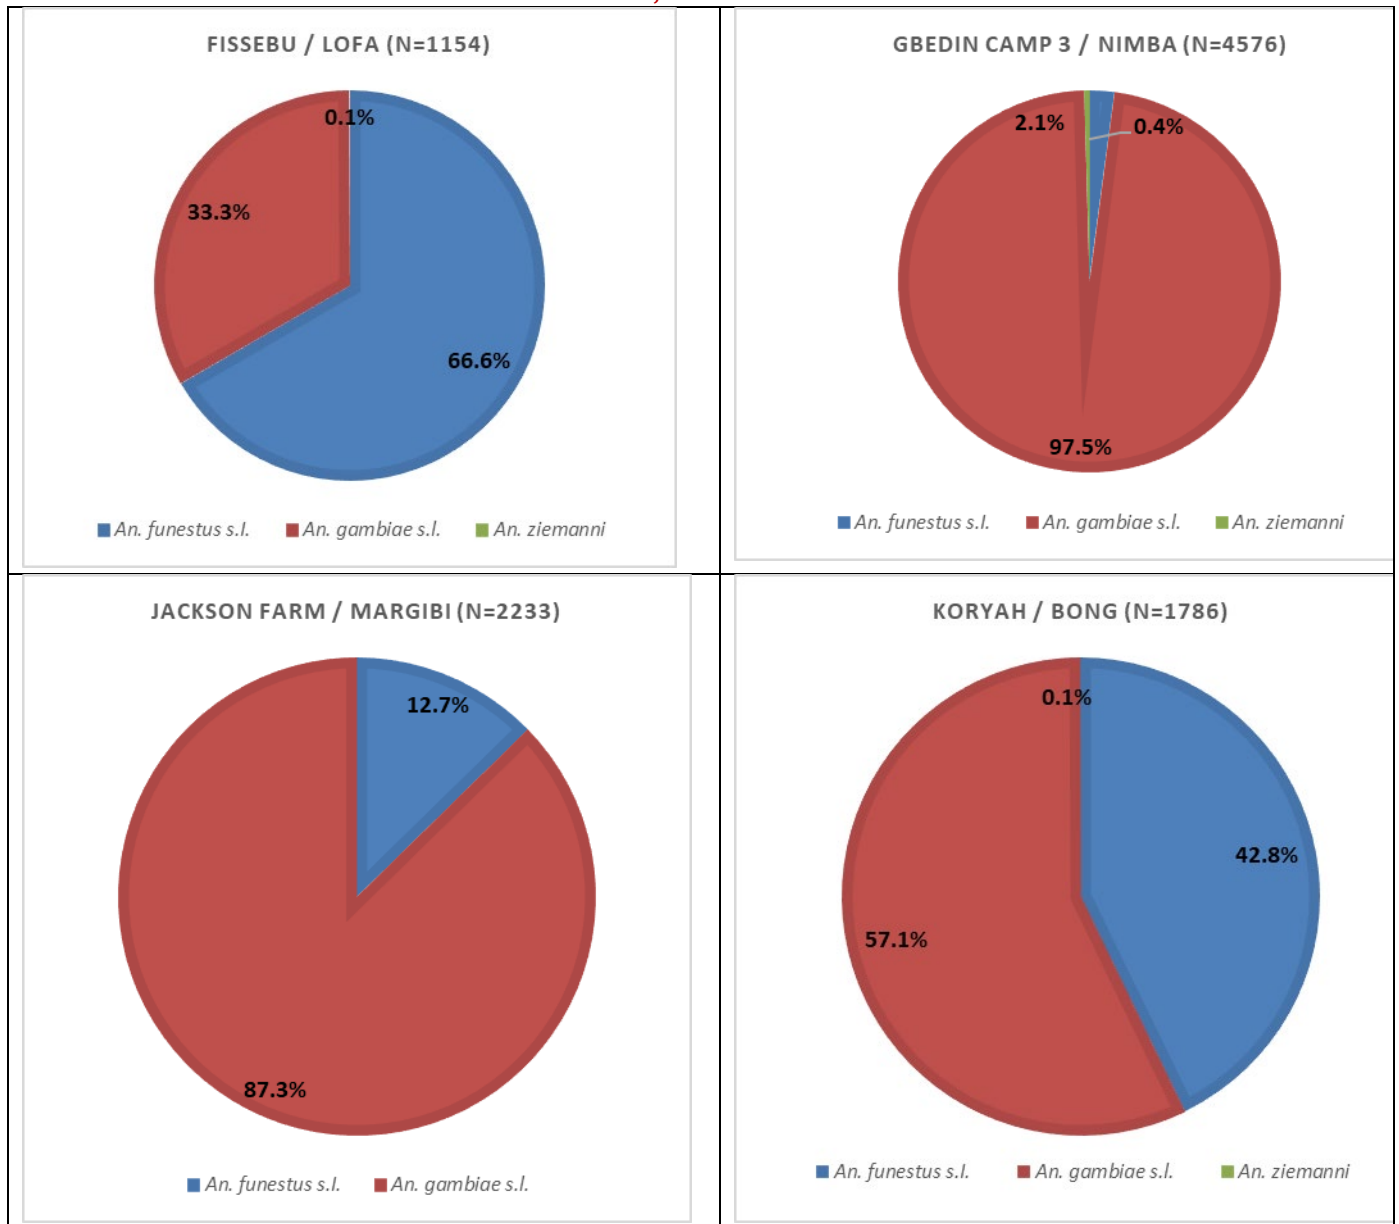 FISSEBU / LOFA (N=1154)
0.1%
33.3%
66.6%
An. funestus s.l. An. gambiae s.l. An. ziemanni
GBEDIN CAMP 3 / NIMBA (N=4576)
2.1% 0.4%
97.5%
An. funestus s.l. An. gambiae s.l. An. ziemanni
JACKSON FARM / MARGIBI (N=2233)
12.7%
87.3%
An. funestus s.l. An. gambiae s.l.
KORYAH / BONG (N=1786)
0.1%
42.8%
57.1%
An. funestus s.l. An. gambiae s.l. An. ziemanni